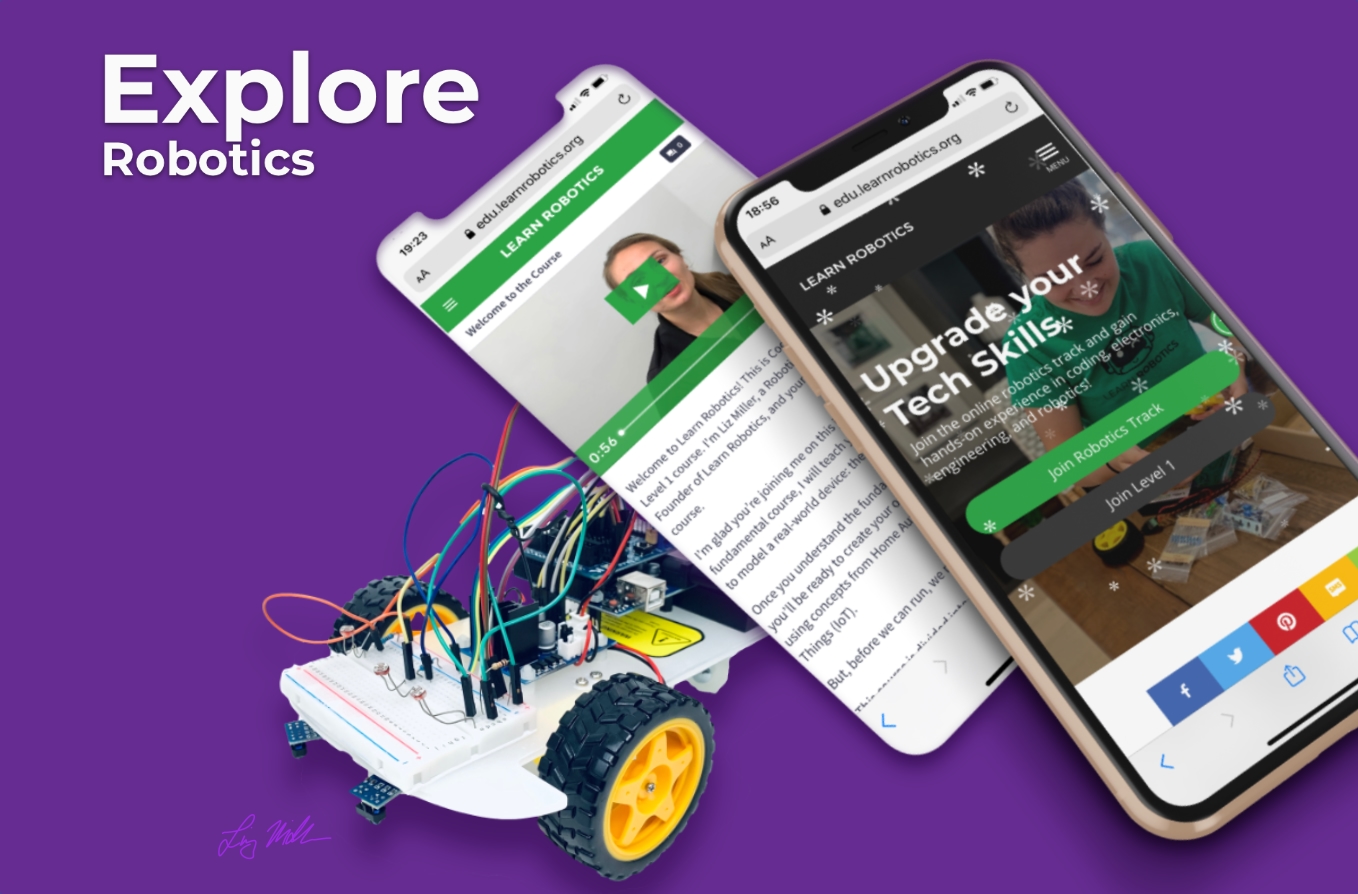 Explore
Robotics
19:23
AA
edu.learnrobotics.org
LEARN ROBOTICS
0
Welcome to the Course
0:56
Welcome to Learn Robotics! This is
Level 1 course. I'm Liz Miller, a
Founder of Learn Robotics, and your
course.
I'm glad you're joining me on this
fundamental course, I will teach
to model a real-world device: the
Once you understand the
you'll be ready to create your
using concepts from Home
Things (IoT).
But, before we can run, we
18:56
AA
edu.learnrobotics.org
LEARN ROBOTICS
MENU
Upgrade your
Tech Skills
Join the online robotics track and gain
hands-on experience in coding, electronics,
engineering, and robotics!
Join Robotics Track
Join Level 1
Liz Miller